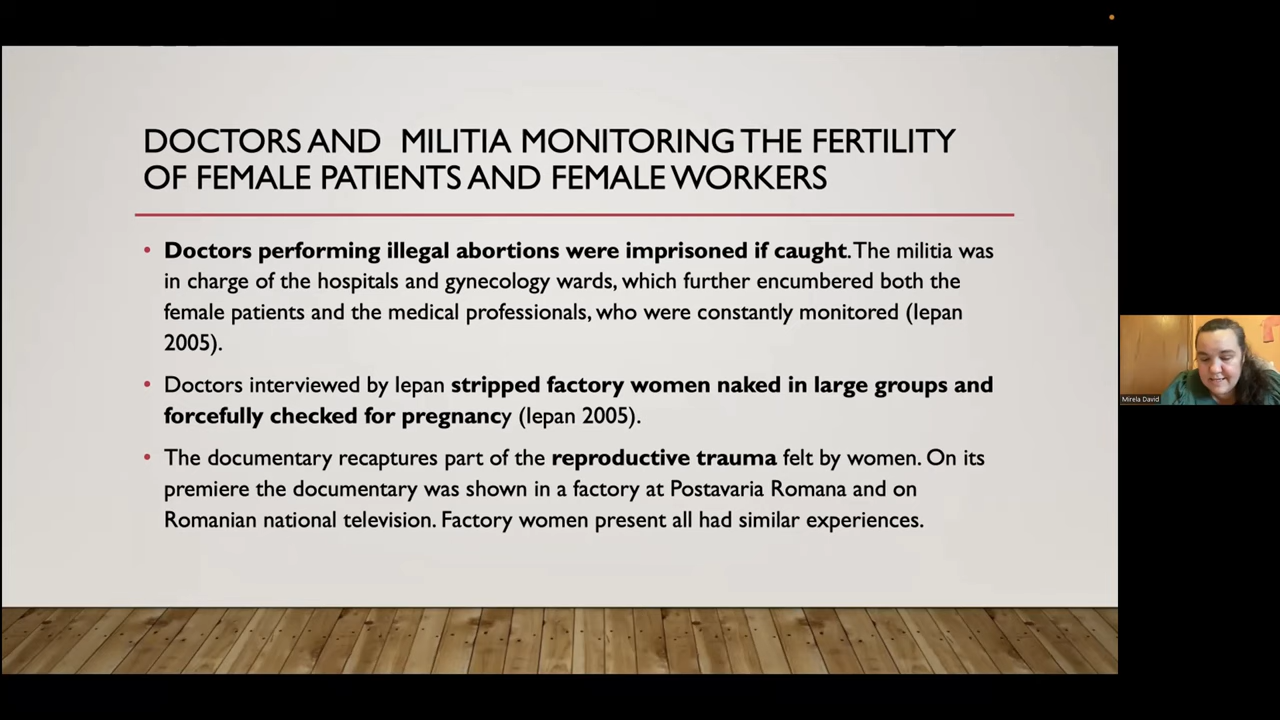 DOCTORS AND MILITIA MONITORING THE FERTILITY
OF FEMALE PATIENTS AND FEMALE WORKERS
• Doctors performing illegal abortions were imprisoned if caught. The militia was
in charge of the hospitals and gynecology wards, which further encumbered both the
female patients and the medical professionals, who were constantly monitored (Iepan
2005).
• Doctors interviewed by Iepan stripped factory women naked in large groups and
forcefully checked for pregnancy (Iepan 2005).
• The documentary recaptures part of the reproductive trauma felt by women. On its
premiere the documentary was shown in a factory at Postavaria Romana and on
Romanian national television. Factory women present all had similar experiences.
Mirela David